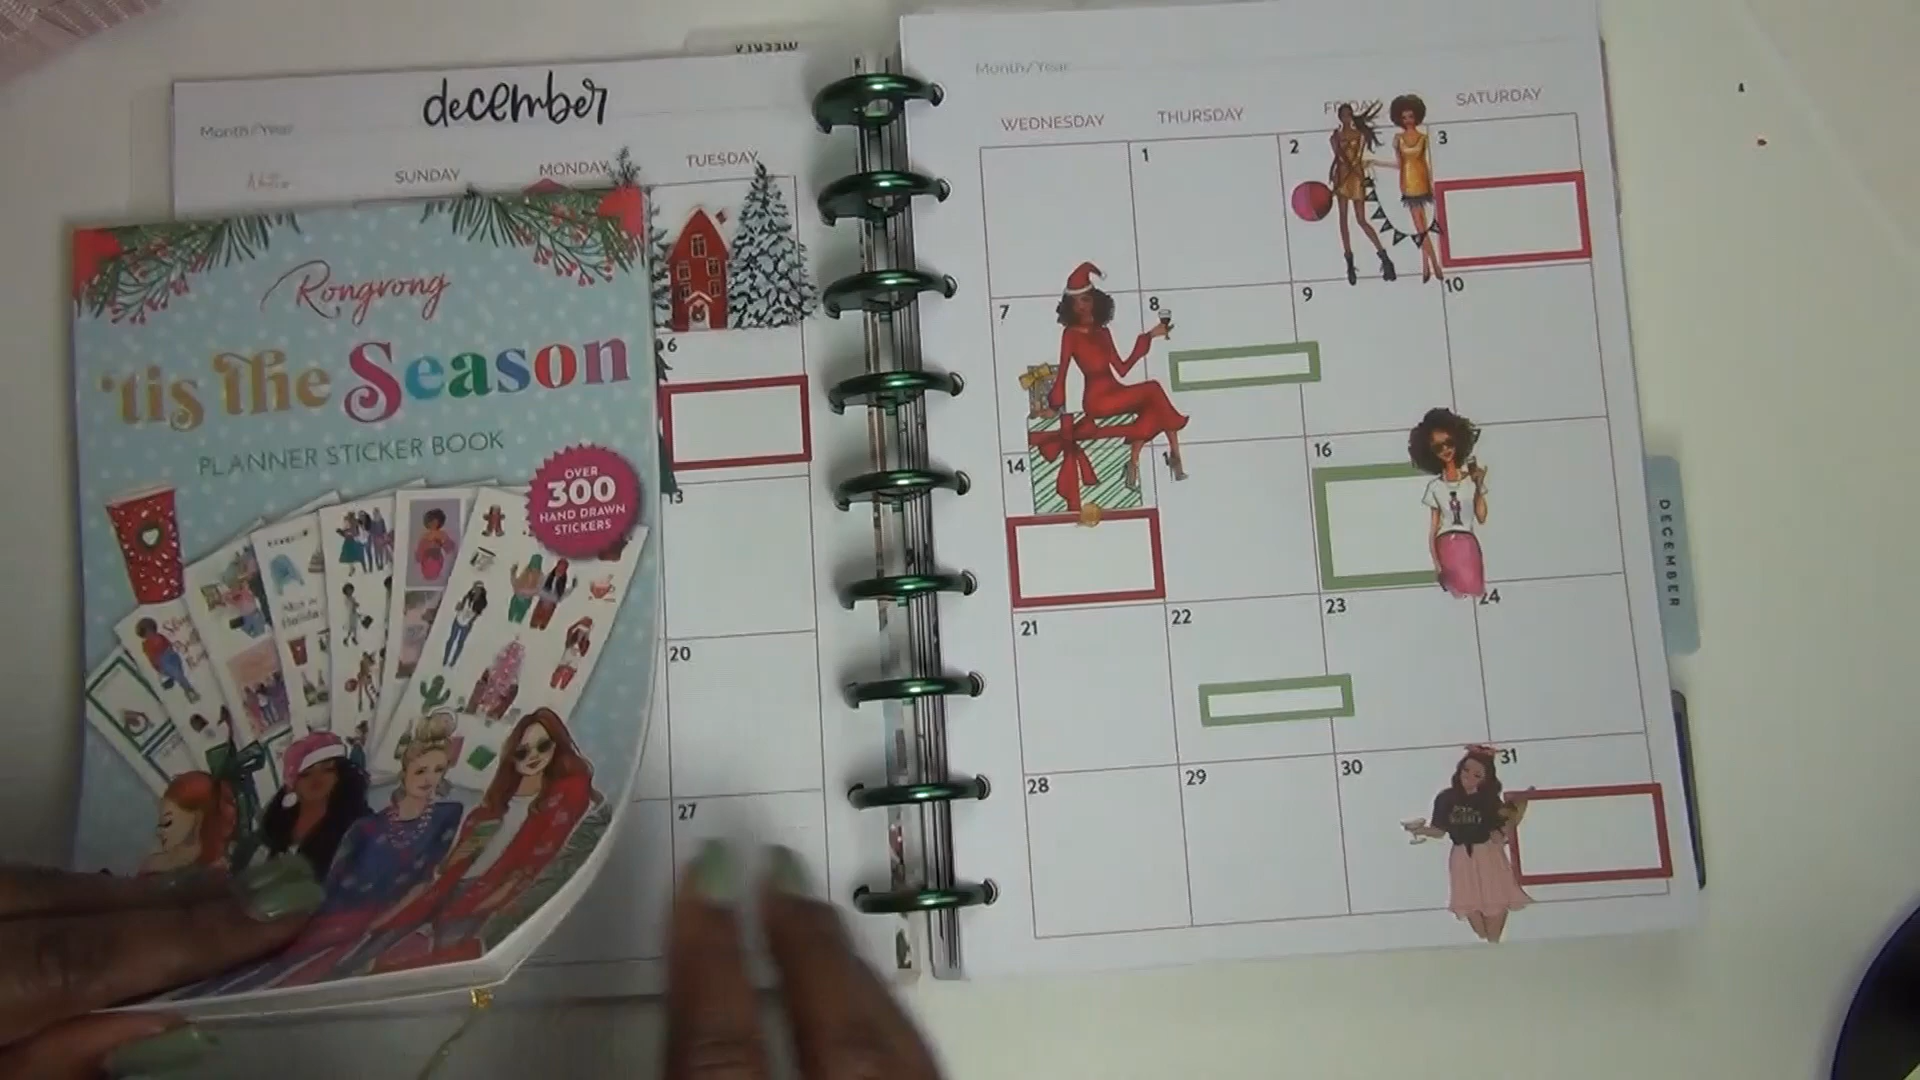 WEEKLY
december
Month/Year
Notes
SUNDAY
MONDAY
TUESDAY
6
13
20
27
Rongrong
'tis the Season
PLANNER STICKER BOOK
OVER
300
HAND DRAWN
STICKERS
Month/Year
WEDNESDAY
THURSDAY
FRIDAY
SATURDAY
1
2
3
7
8
9
10
14
16
21
22
23
24
28
29
30
31
DECEMBER